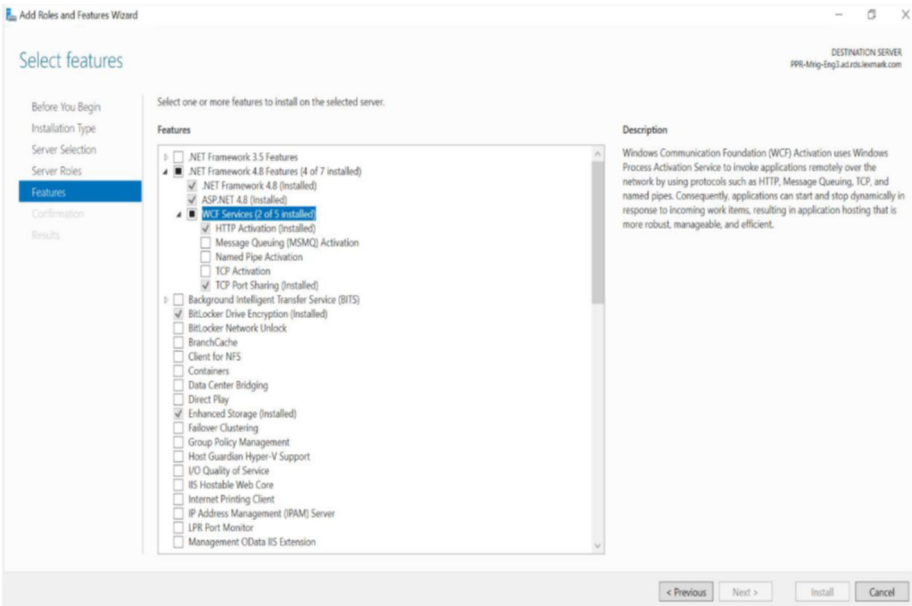 Add Roles and Features Wizard
Select features
DESTINATION SERVER
PPR-Mrig-Eng3.ad.rds.lexmark.com
Before You Begin
Installation Type
Server Selection
Server Roles
Features
Confirmation
Results
Select one or more features to install on the selected server.
Features
.NET Framework 3.5 Features
.NET Framework 4.8 Features (4 of 7 installed)
.NET Framework 4.8 (Installed)
ASP.NET 4.8 (Installed)
WCF Services (2 of 5 installed)
HTTP Activation (Installed)
Message Queuing (MSMQ) Activation
Named Pipe Activation
TCP Activation
TCP Port Sharing (Installed)
Background Intelligent Transfer Service (BITS)
BitLocker Drive Encryption (Installed)
BitLocker Network Unlock
BranchCache
Client for NFS
Containers
Data Center Bridging
Direct Play
Enhanced Storage (Installed)
Failover Clustering
Group Policy Management
Host Guardian Hyper-V Support
I/O Quality of Service
IIS Hostable Web Core
Internet Printing Client
IP Address Management (IPAM) Server
LPR Port Monitor
Management OData IIS Extension
Description
Windows Communication Foundation (WCF) Activation uses Windows
Process Activation Service to invoke applications remotely over the
network by using protocols such as HTTP, Message Queuing, TCP, and
named pipes. Consequently, applications can start and stop dynamically in
response to incoming work items, resulting in application hosting that is
more robust, manageable, and efficient.
< Previous
Next >
Install
Cancel